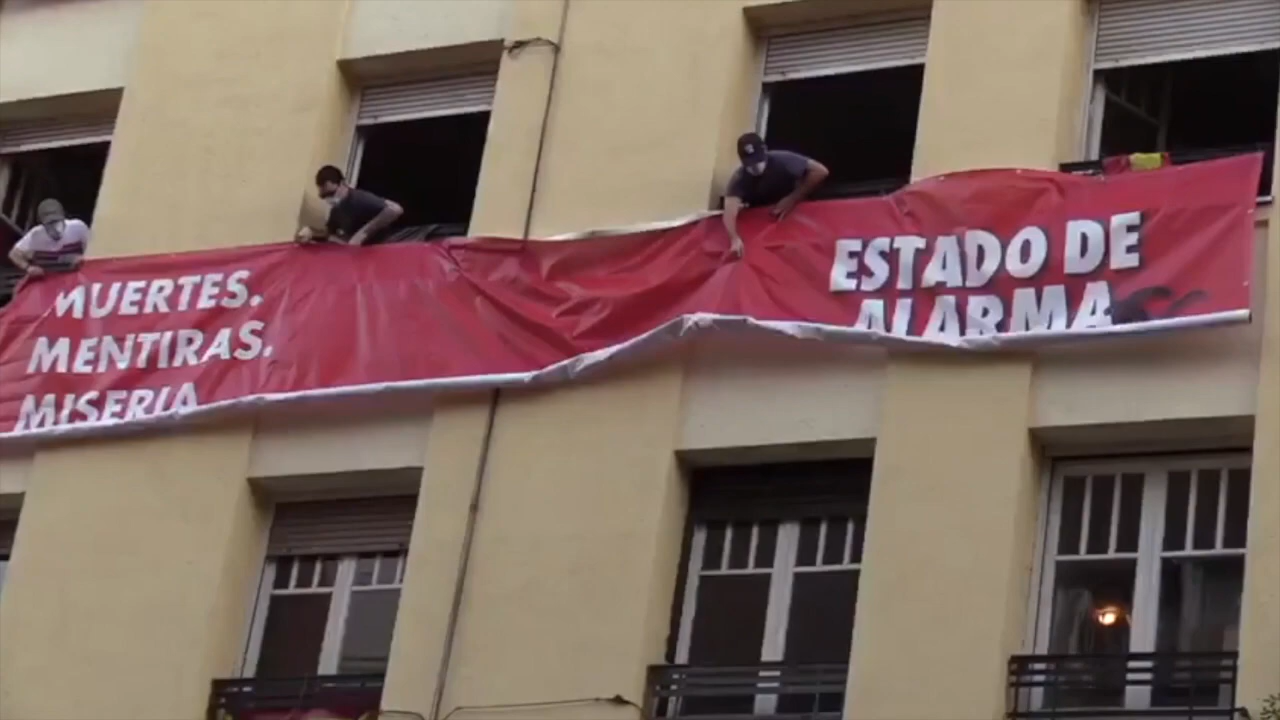 MUERTES.
MENTIRAS.
MISERIA
ESTADO DE
ALARMA